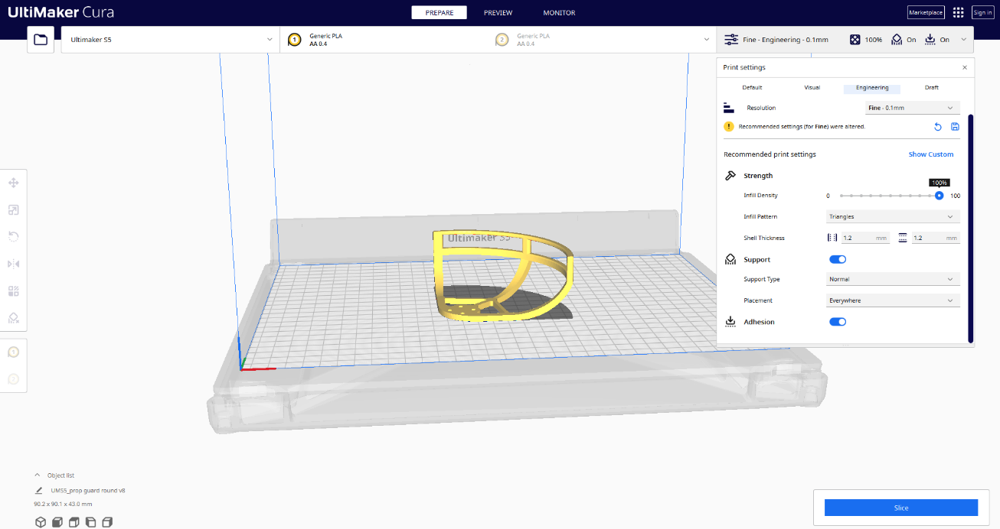 UltiMaker Cura
PREPARE
PREVIEW
MONITOR
Marketplace
Sign in
Ultimaker S5
1
Generic PLA
AA 0.4
2
Generic PLA
AA 0.4
Fine - Engineering - 0.1mm
100%
On
On
Print settings
Default
Visual
Engineering
Draft
Resolution
Fine - 0.1mm
Recommended settings (for Fine) were altered.
Recommended print settings
Show Custom
Strength
100%
Infill Density
0
100
Infill Pattern
Triangles
Shell Thickness
1.2 mm
1.2 mm
Support
Support Type
Normal
Placement
Everywhere
Adhesion
Ultimaker S5
1
2
Object list
UMS5_prop guard round v8
90.2 x 90.1 x 43.0 mm
Slice